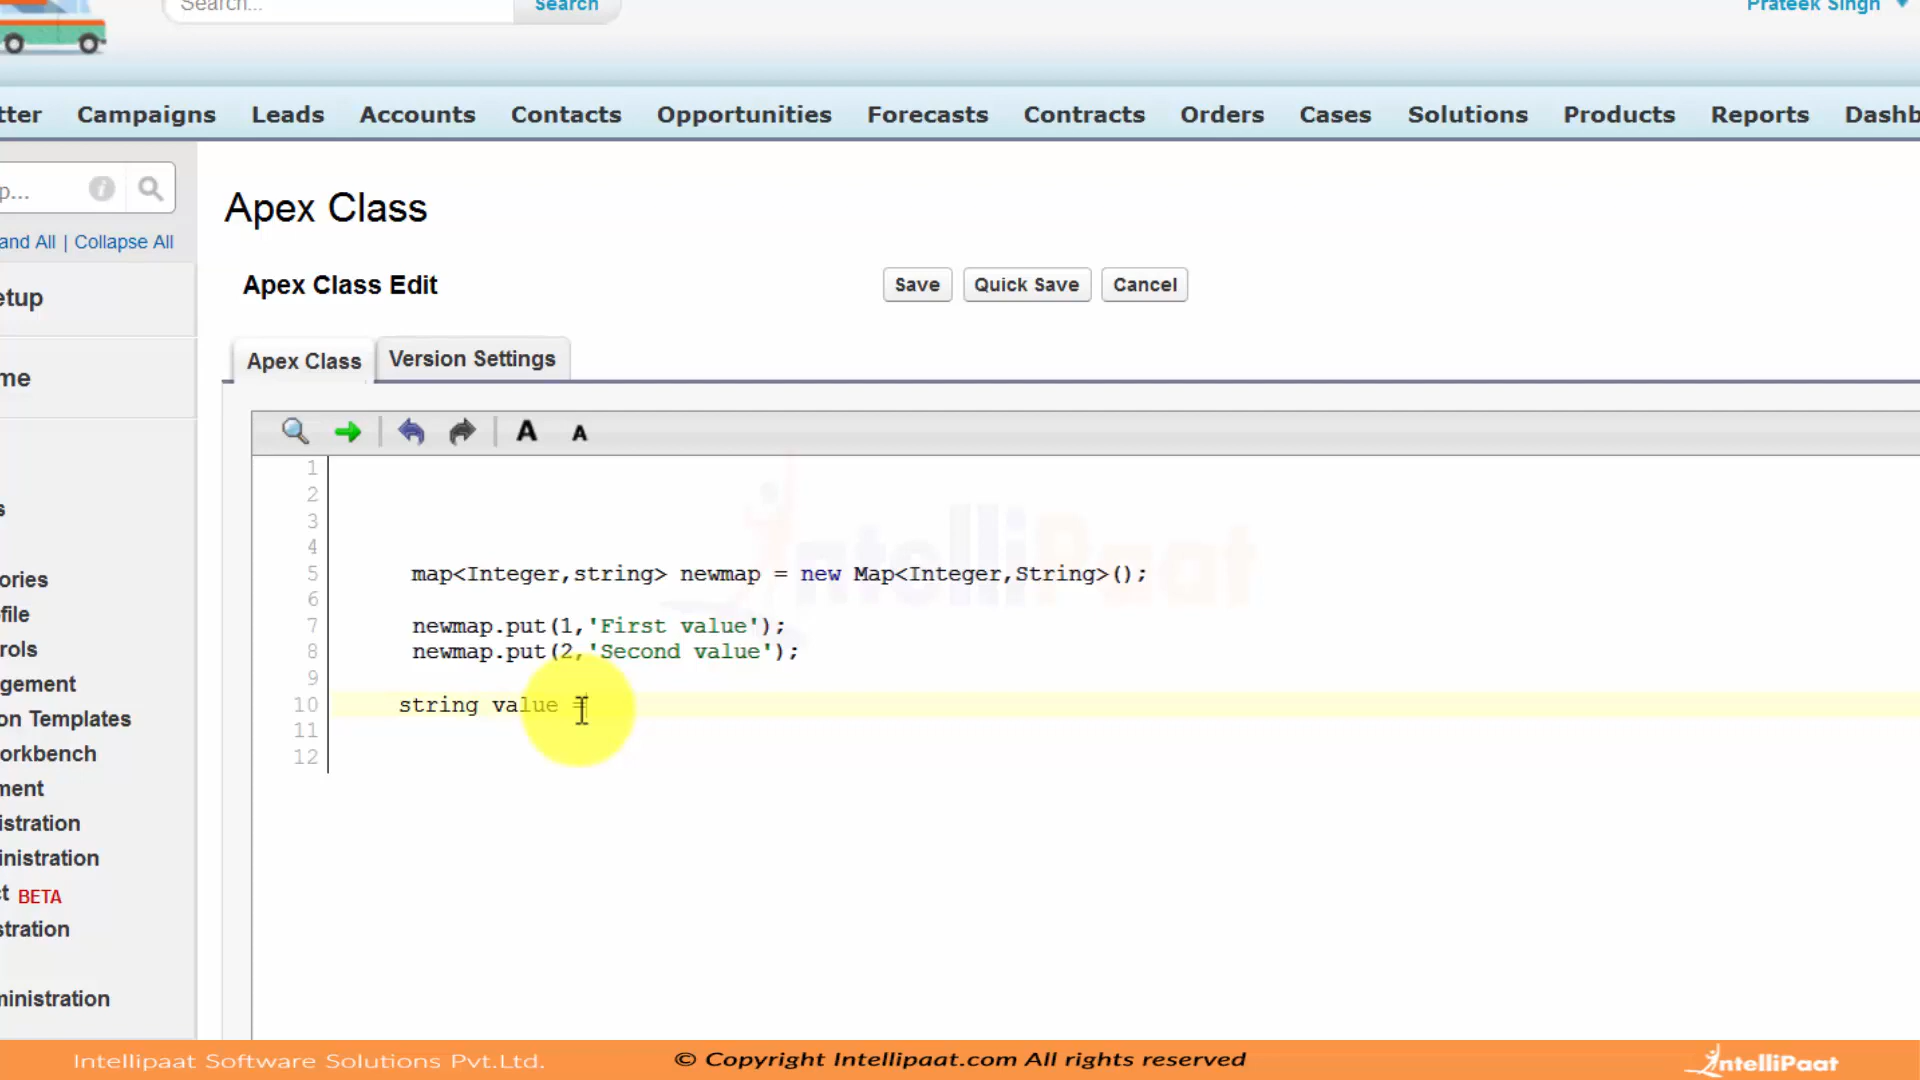 Search...
Search
Prateek Singh
tter Campaigns Leads Accounts Contacts Opportunities Forecasts Contracts Orders Cases Solutions Products Reports Dashb
p...
and All | Collapse All
etup
me
s
ories
file
rols
gement
on Templates
orkbench
ment
istration
inistration
t BETA
stration
ministration
Apex Class
Apex Class Edit
Save Quick Save Cancel
Apex Class Version Settings
A A
1
2
3
4
5 map<Integer,string> newmap = new Map<Integer,String>();
6
7 newmap.put(1,'First value');
8 newmap.put(2,'Second value');
9
10 string value =
11
12
IntelliPaat
Intellipaat Software Solutions Pvt.Ltd.
© Copyright Intellipaat.com All rights reserved
IntelliPaat